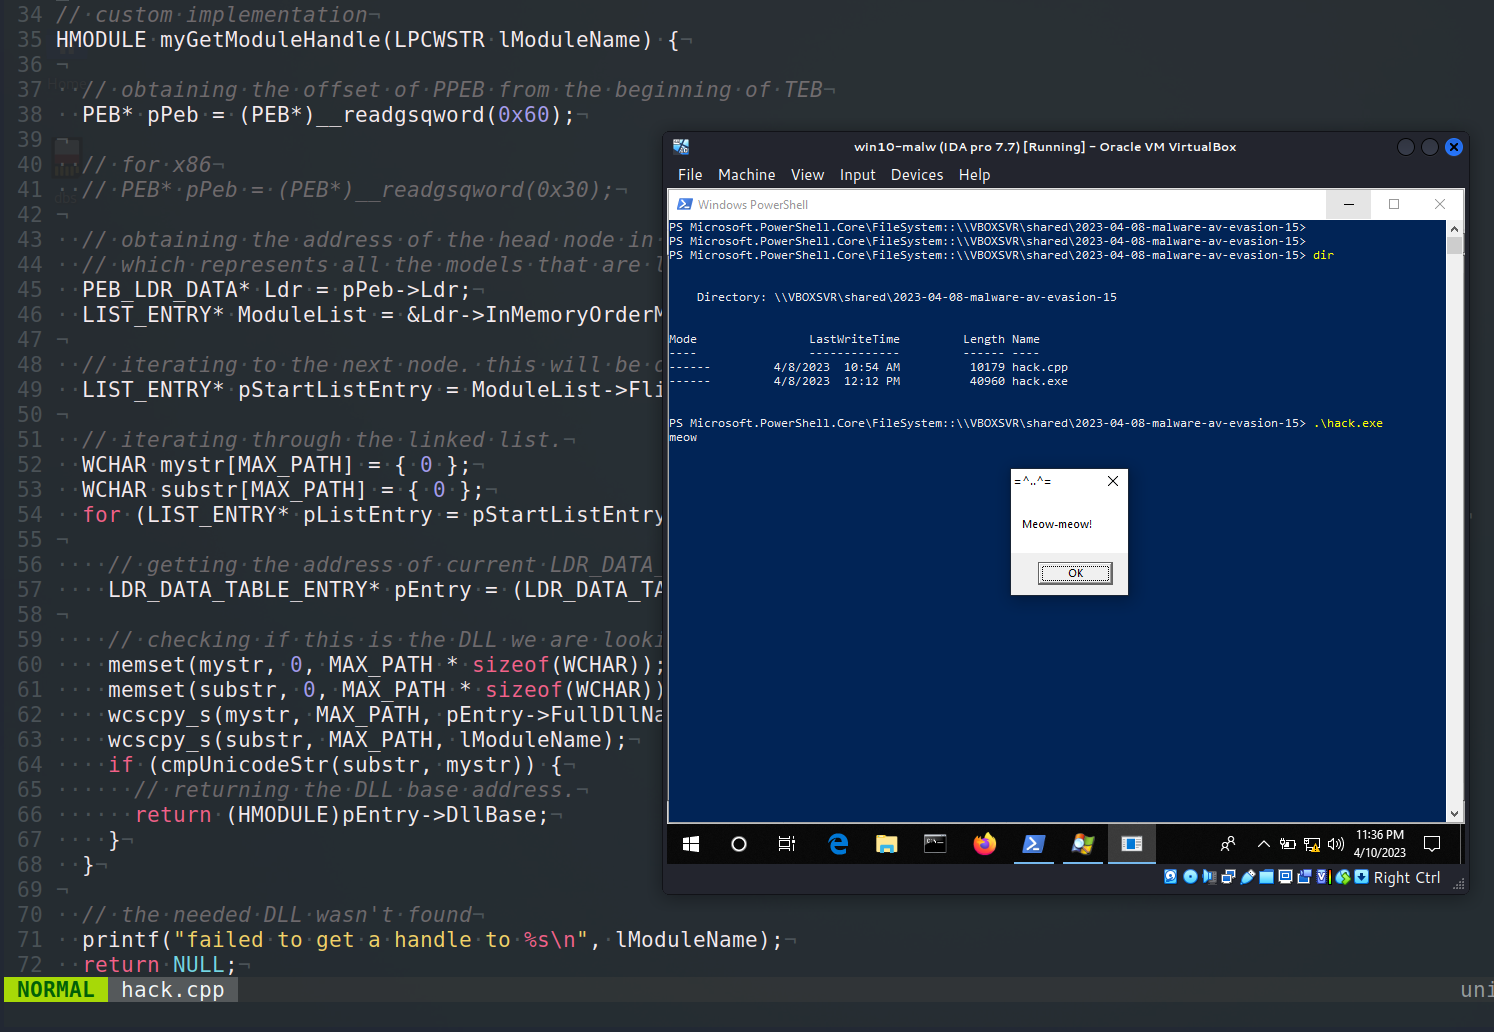 34 // custom implementation¬
35 HMODULE myGetModuleHandle(LPCWSTR lModuleName) {¬
36 ¬
37 // obtaining the offset of PPEB from the beginning of TEB¬
38 PEB* pPeb = (PEB*)__readgsqword(0x60);¬
39 ¬
40 // for x86¬
41 // PEB* pPeb = (PEB*)__readgsqword(0x30);¬
42 ¬
43 // obtaining the address of the head node in
44 // which represents all the models that are l
45 PEB_LDR_DATA* Ldr = pPeb->Ldr;¬
46 LIST_ENTRY* ModuleList = &Ldr->InMemoryOrderM
47 ¬
48 // iterating to the next node. this will be
49 LIST_ENTRY* pStartListEntry = ModuleList->Fli
50 ¬
51 // iterating through the linked list.¬
52 WCHAR mystr[MAX_PATH] = { 0 };¬
53 WCHAR substr[MAX_PATH] = { 0 };¬
54 for (LIST_ENTRY* pListEntry = pStartListEntry
55 ¬
56 // getting the address of current LDR_DATA_
57 LDR_DATA_TABLE_ENTRY* pEntry = (LDR_DATA_TA
58 ¬
59 // checking if this is the DLL we are looki
60 memset(mystr, 0, MAX_PATH * sizeof(WCHAR));
61 memset(substr, 0, MAX_PATH * sizeof(WCHAR))
62 wcscpy_s(mystr, MAX_PATH, pEntry->FullDllNa
63 wcscpy_s(substr, MAX_PATH, lModuleName);¬
64 if (cmpUnicodeStr(substr, mystr)) {¬
65 // returning the DLL base address.¬
66 return (HMODULE)pEntry->DllBase;¬
67 }¬
68 }¬
69 ¬
70 // the needed DLL wasn't found¬
71 printf("failed to get a handle to %s\n", lModuleName);¬
72 return NULL;¬
NORMAL hack.cpp uni
win10-malw (IDA pro 7.7) [Running] - Oracle VM VirtualBox
File Machine View Input Devices Help
Windows PowerShell
PS Microsoft.PowerShell.Core\FileSystem::\\VBOXSVR\shared\2023-04-08-malware-av-evasion-15>
PS Microsoft.PowerShell.Core\FileSystem::\\VBOXSVR\shared\2023-04-08-malware-av-evasion-15>
PS Microsoft.PowerShell.Core\FileSystem::\\VBOXSVR\shared\2023-04-08-malware-av-evasion-15> dir
Directory: \\VBOXSVR\shared\2023-04-08-malware-av-evasion-15
Mode LastWriteTime Length Name
---- ------------- ------ ----
------ 4/8/2023 10:54 AM 10179 hack.cpp
------ 4/8/2023 12:12 PM 40960 hack.exe
PS Microsoft.PowerShell.Core\FileSystem::\\VBOXSVR\shared\2023-04-08-malware-av-evasion-15> .\hack.exe
meow
=^..^=
Meow-meow!
OK
11:36 PM
4/10/2023
Right Ctrl